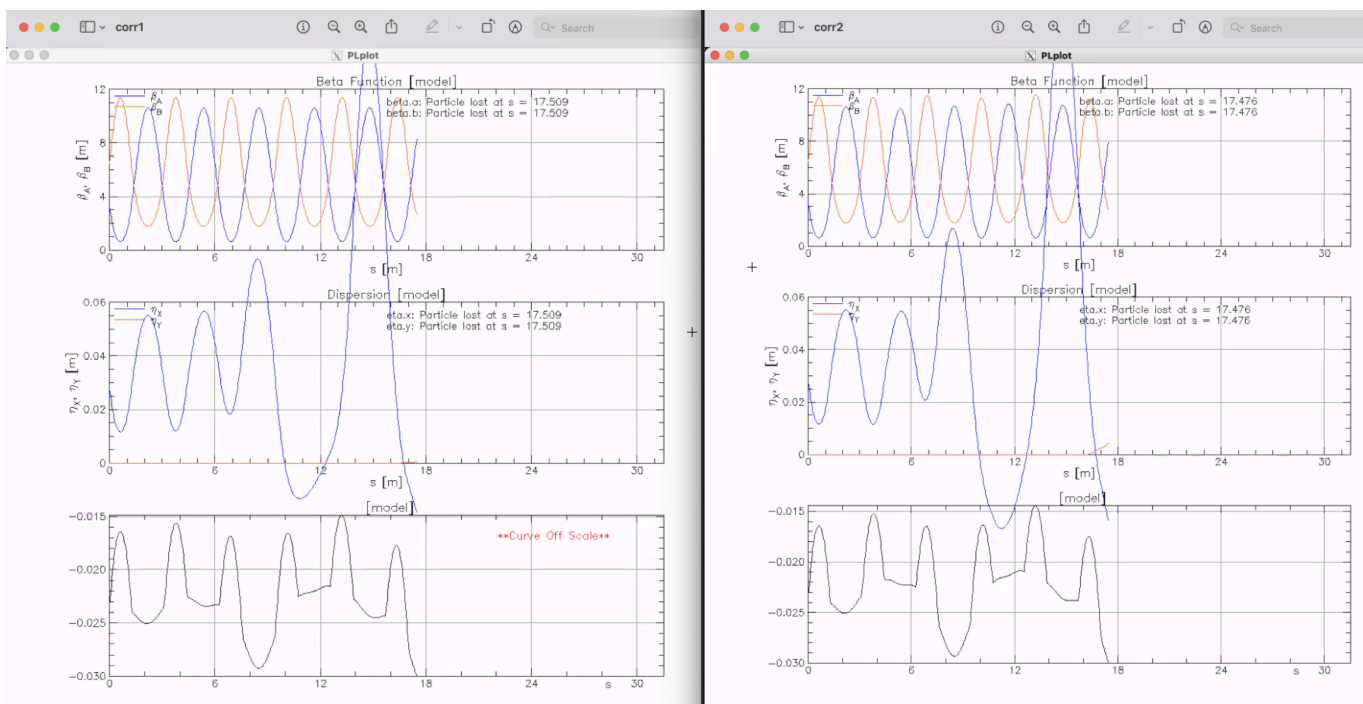 corr1
Search
PLplot
Beta Function [model]
β_A
β_B
beta.a: Particle lost at s = 17.509
beta.b: Particle lost at s = 17.509
12
8
4
0
β_A, β_B [m]
0 6 12 18 24 30
s [m]
Dispersion [model]
η_X
η_Y
eta.x: Particle lost at s = 17.509
eta.y: Particle lost at s = 17.509
0.06
0.04
0.02
0
η_X, η_Y [m]
0 6 12 18 24 30
s [m]
[model]
**Curve Off Scale**
-0.015
-0.020
-0.025
-0.030
0 6 12 18 24 30
s
corr2
Search
PLplot
Beta Function [model]
β_A
β_B
beta.a: Particle lost at s = 17.476
beta.b: Particle lost at s = 17.476
12
8
4
0
β_A, β_B [m]
0 6 12 18 24 30
s [m]
Dispersion [model]
η_X
η_Y
eta.x: Particle lost at s = 17.476
eta.y: Particle lost at s = 17.476
0.06
0.04
0.02
0
η_X, η_Y [m]
0 6 12 18 24 30
s [m]
[model]
-0.015
-0.020
-0.025
-0.030
0 6 12 18 24 30
s